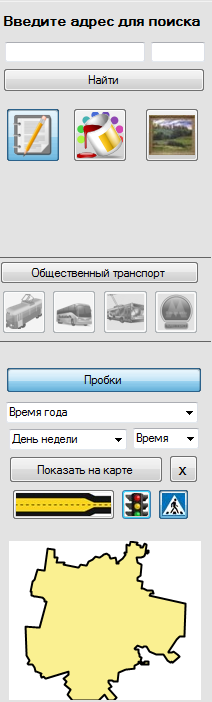 Введите адрес для поиска
Найти
Общественный транспорт
Пробки
Время года
День недели Время
Показать на карте x